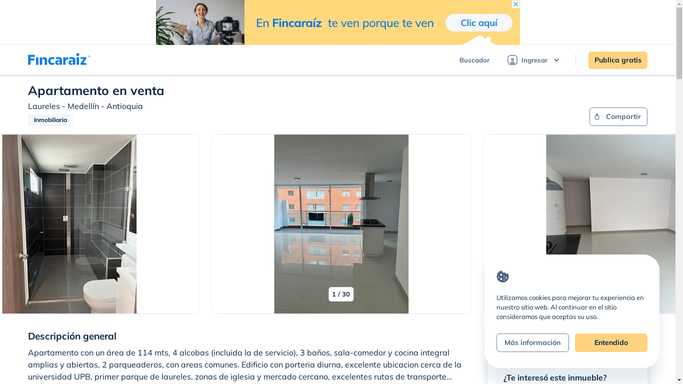 En Fincaraíz te ven porque te ven
Clic aquí
Fincaraiz
Buscador
Ingresar
Publica gratis
Apartamento en venta
Laureles - Medellín - Antioquia
Inmobiliaria
Compartir
1 / 30
Utilizamos cookies para mejorar tu experiencia en
nuestro sitio web. Al continuar en el sitio
consideramos que aceptas su uso.
Más información
Entendido
Descripción general
Apartamento con un área de 114 mts, 4 alcobas (incluida la de servicio), 3 baños, sala-comedor y cocina integral
amplias y abiertas, 2 parqueaderos, con areas comunes. Edificio con porteria diurna, excelente ubicacion cerca de la
universidad UPB, primer parque de laureles, zonas de iglesia y mercado cercano, excelentes rutas de transporte...
¿Te interesó este inmueble?